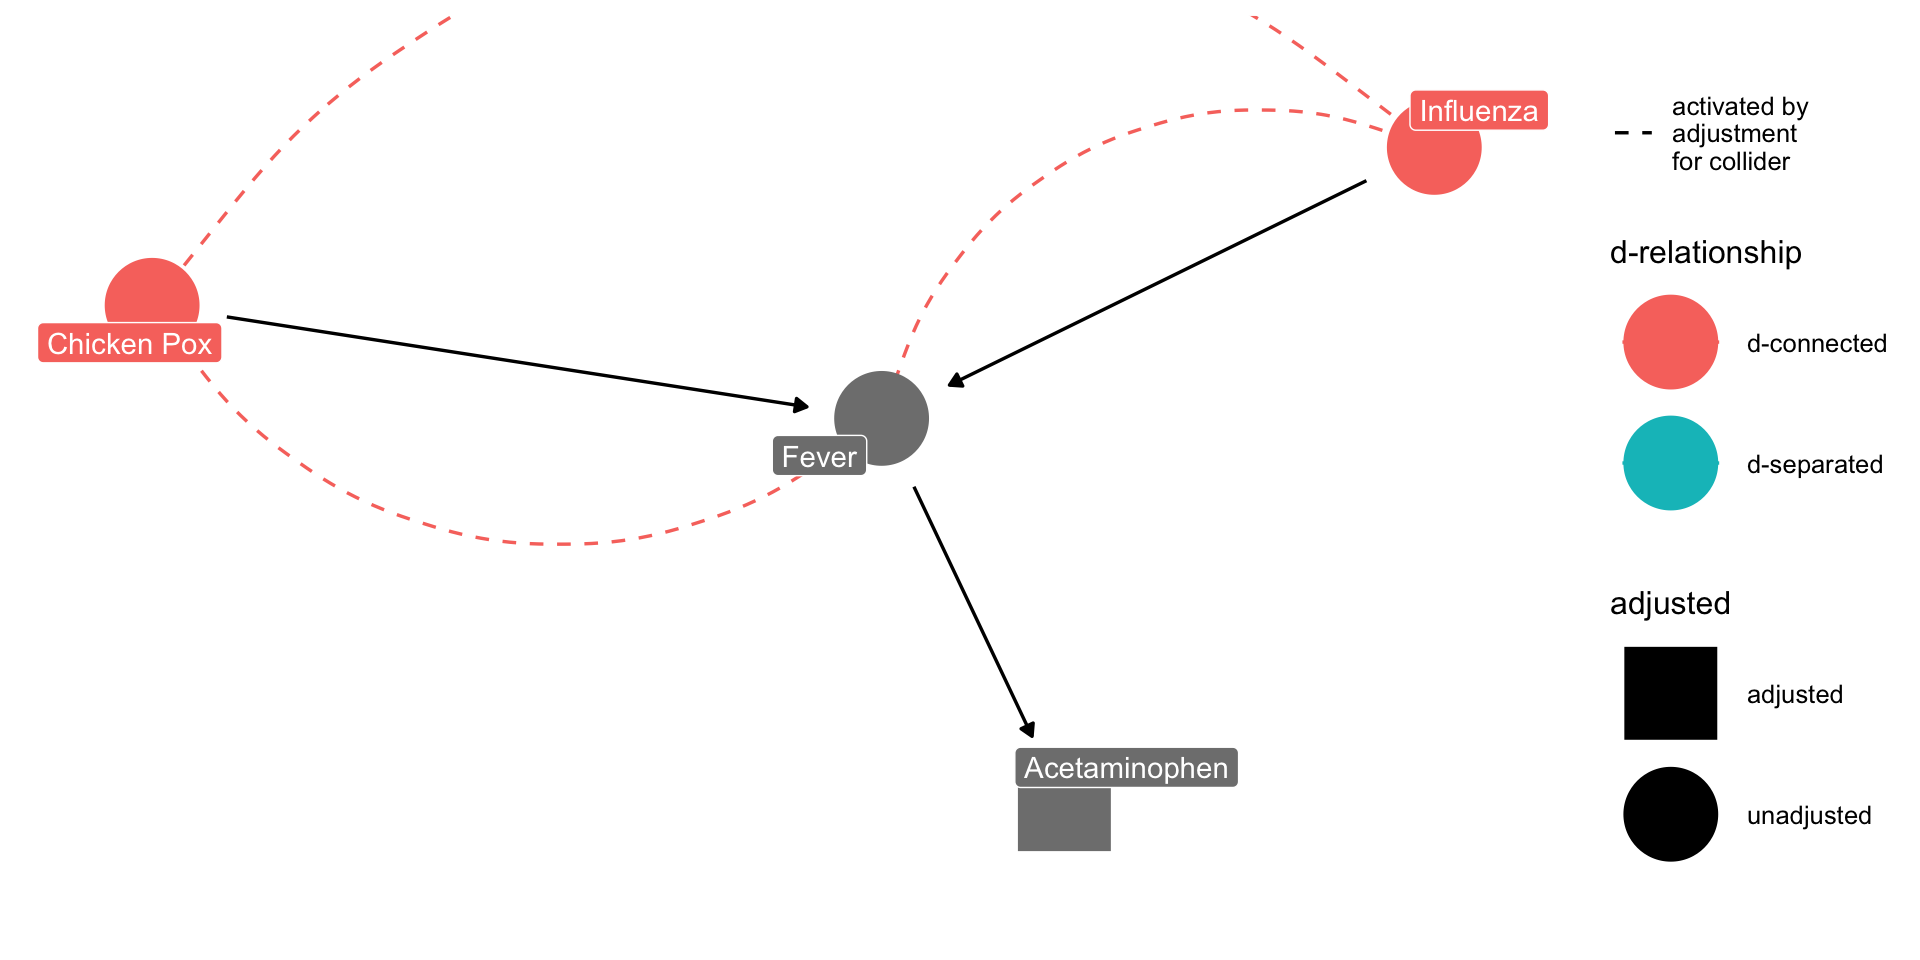 Influenza
Chicken Pox
Fever
Acetaminophen
activated by
adjustment
for collider
d-relationship
d-connected
d-separated
adjusted
adjusted
unadjusted